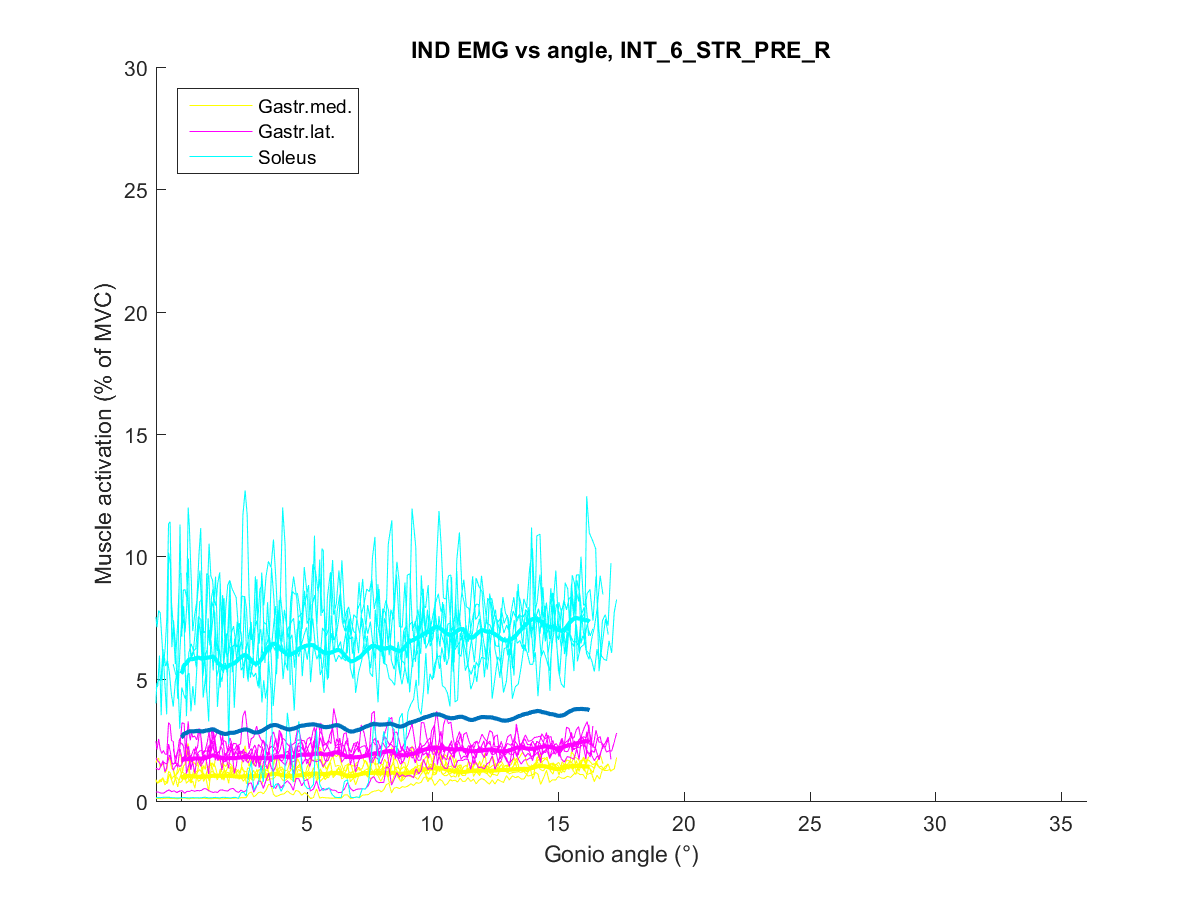 IND EMG vs angle, INT_6_STR_PRE_R
30
25
20
15
10
5
0
Muscle activation (% of MVC)
Gastr.med.
Gastr.lat.
Soleus
0 5 10 15 20 25 30 35
Gonio angle (°)